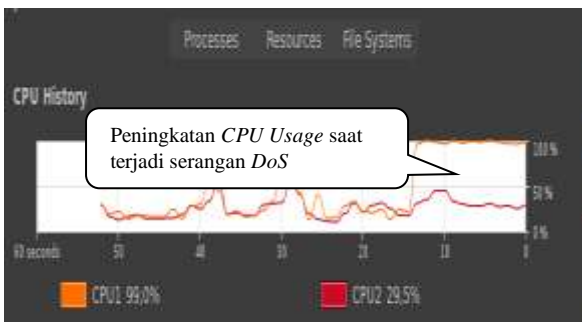 Processes Resources File Systems
CPU History
Peningkatan CPU Usage saat
terjadi serangan DoS
100 %
50 %
0 %
60 seconds 50 40 30 20 10 0
CPU1 99,0% CPU2 29,5%